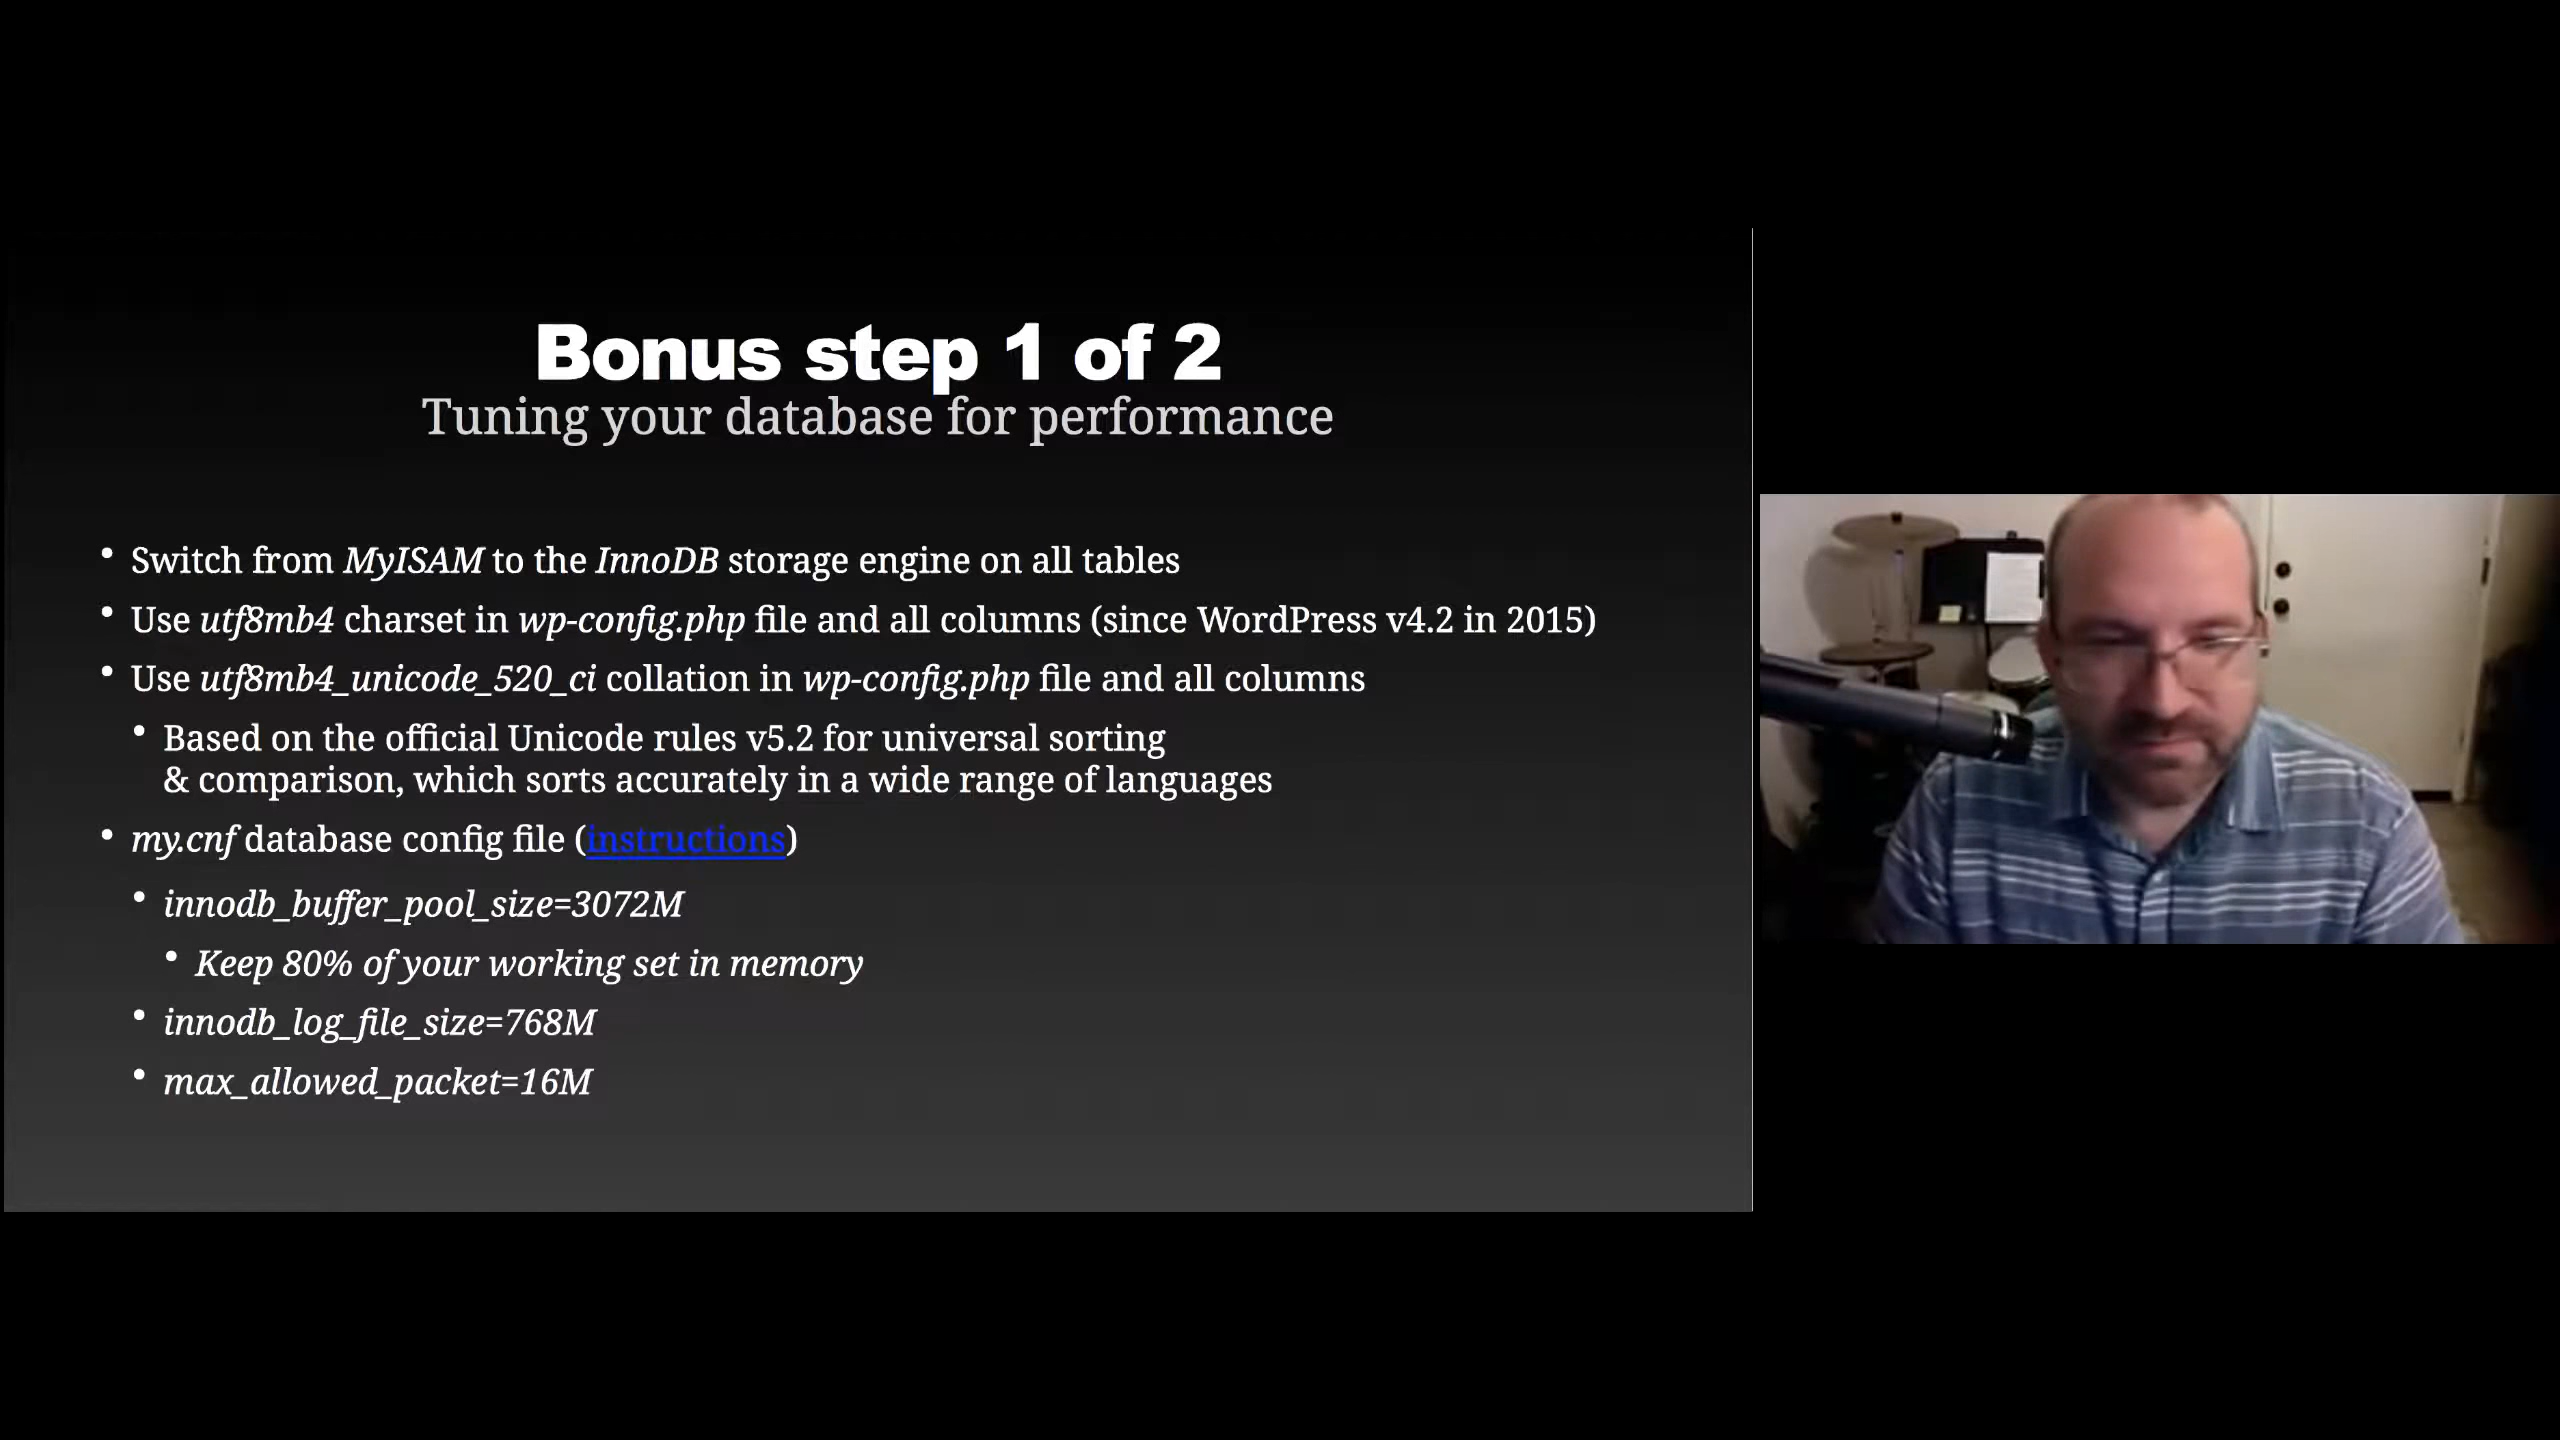 Bonus step 1 of 2
Tuning your database for performance
• Switch from MyISAM to the InnoDB storage engine on all tables
• Use utf8mb4 charset in wp-config.php file and all columns (since WordPress v4.2 in 2015)
• Use utf8mb4_unicode_520_ci collation in wp-config.php file and all columns
• Based on the official Unicode rules v5.2 for universal sorting
& comparison, which sorts accurately in a wide range of languages
• my.cnf database config file (instructions)
• innodb_buffer_pool_size=3072M
• Keep 80% of your working set in memory
• innodb_log_file_size=768M
• max_allowed_packet=16M